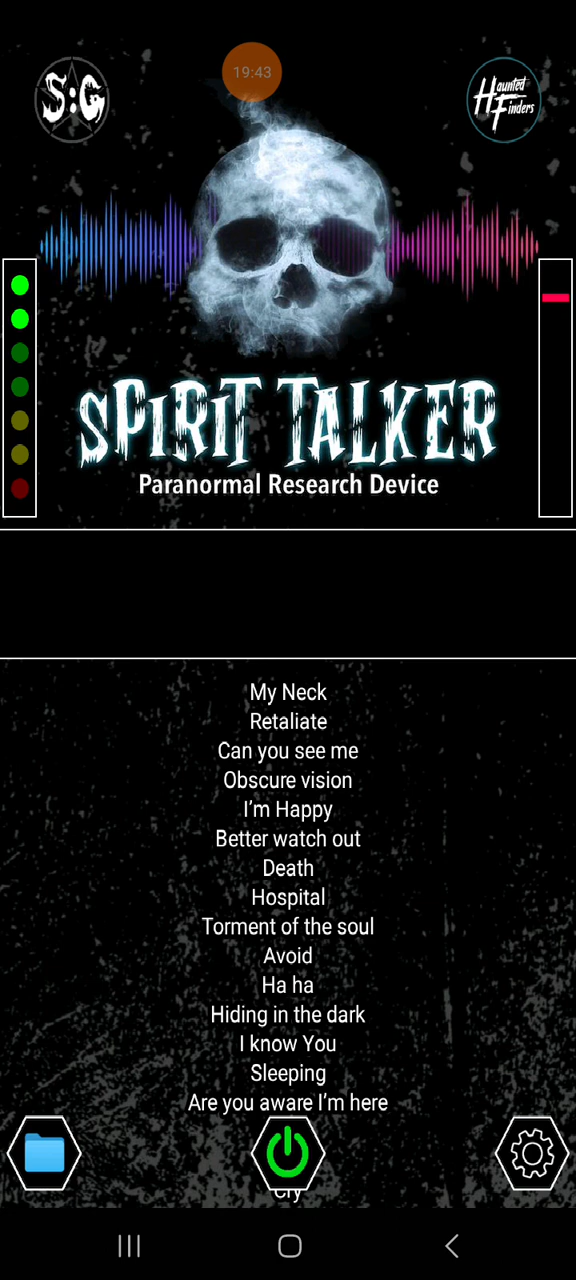 19:43
S:G
Haunted
Finders
SPIRIT TALKER
Paranormal Research Device
My Neck
Retaliate
Can you see me
Obscure vision
I'm Happy
Better watch out
Death
Hospital
Torment of the soul
Avoid
Ha ha
Hiding in the dark
I know You
Sleeping
Are you aware I'm here
Cry